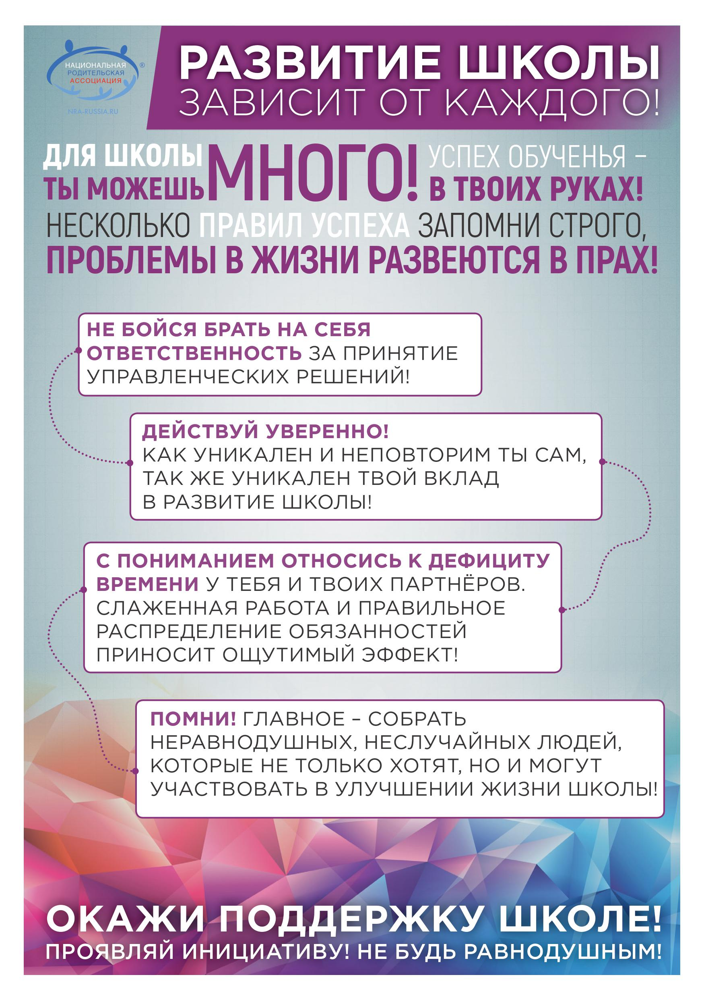 НАЦИОНАЛЬНАЯ ®
РОДИТЕЛЬСКАЯ
АССОЦИАЦИЯ
NRA-RUSSIA.RU
РАЗВИТИЕ ШКОЛЫ
ЗАВИСИТ ОТ КАЖДОГО!
ДЛЯ ШКОЛЫ
ТЫ МОЖЕШЬ
МНОГО!
УСПЕХ ОБУЧЕНЬЯ –
В ТВОИХ РУКАХ!
НЕСКОЛЬКО ПРАВИЛ УСПЕХА ЗАПОМНИ СТРОГО,
ПРОБЛЕМЫ В ЖИЗНИ РАЗВЕЮТСЯ В ПРАХ!
НЕ БОЙСЯ БРАТЬ НА СЕБЯ
ОТВЕТСТВЕННОСТЬ ЗА ПРИНЯТИЕ
УПРАВЛЕНЧЕСКИХ РЕШЕНИЙ!
ДЕЙСТВУЙ УВЕРЕННО!
КАК УНИКАЛЕН И НЕПОВТОРИМ ТЫ САМ,
ТАК ЖЕ УНИКАЛЕН ТВОЙ ВКЛАД
В РАЗВИТИЕ ШКОЛЫ!
С ПОНИМАНИЕМ ОТНОСИСЬ К ДЕФИЦИТУ
ВРЕМЕНИ У ТЕБЯ И ТВОИХ ПАРТНЁРОВ.
СЛАЖЕННАЯ РАБОТА И ПРАВИЛЬНОЕ
РАСПРЕДЕЛЕНИЕ ОБЯЗАННОСТЕЙ
ПРИНОСИТ ОЩУТИМЫЙ ЭФФЕКТ!
ПОМНИ! ГЛАВНОЕ – СОБРАТЬ
НЕРАВНОДУШНЫХ, НЕСЛУЧАЙНЫХ ЛЮДЕЙ,
КОТОРЫЕ НЕ ТОЛЬКО ХОТЯТ, НО И МОГУТ
УЧАСТВОВАТЬ В УЛУЧШЕНИИ ЖИЗНИ ШКОЛЫ!
ОКАЖИ ПОДДЕРЖКУ ШКОЛЕ!
ПРОЯВЛЯЙ ИНИЦИАТИВУ! НЕ БУДЬ РАВНОДУШНЫМ!